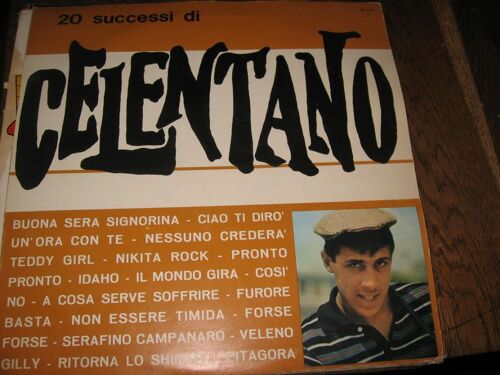 20 successi di
CELENTANO
BUONA SERA SIGNORINA - CIAO TI DIRO'
UN'ORA CON TE - NESSUNO CREDERA'
TEDDY GIRL - NIKITA ROCK - PRONTO
PRONTO - IDAHO - IL MONDO GIRA - COSI'
NO - A COSA SERVE SOFFRIRE - FURORE
BASTA - NON ESSERE TIMIDA - FORSE
FORSE - SERAFINO CAMPANARO - VELENO
GILLY - RITORNA LO PITAGORA